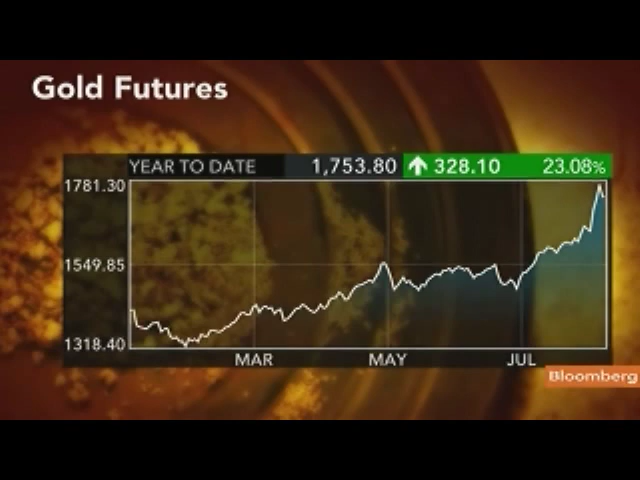 Gold Futures
YEAR TO DATE 1,753.80 328.10 23.08%
1781.30
1549.85
1318.40
MAR MAY JUL
Bloomberg